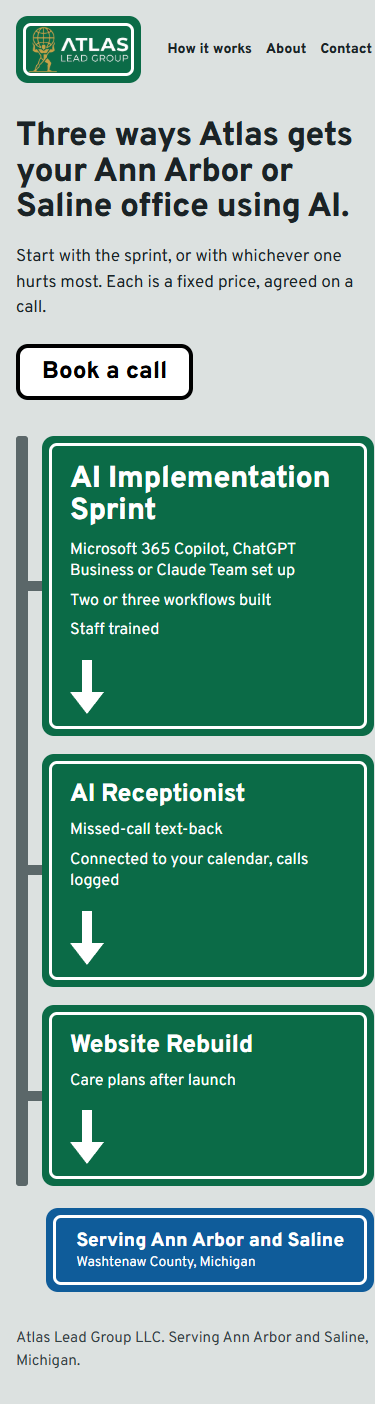 ATLAS
LEAD GROUP
How it works About Contact
Three ways Atlas gets
your Ann Arbor or
Saline office using AI.
Start with the sprint, or with whichever one
hurts most. Each is a fixed price, agreed on a
call.
Book a call
AI Implementation
Sprint
Microsoft 365 Copilot, ChatGPT
Business or Claude Team set up
Two or three workflows built
Staff trained
AI Receptionist
Missed-call text-back
Connected to your calendar, calls
logged
Website Rebuild
Care plans after launch
Serving Ann Arbor and Saline
Washtenaw County, Michigan
Atlas Lead Group LLC. Serving Ann Arbor and Saline,
Michigan.